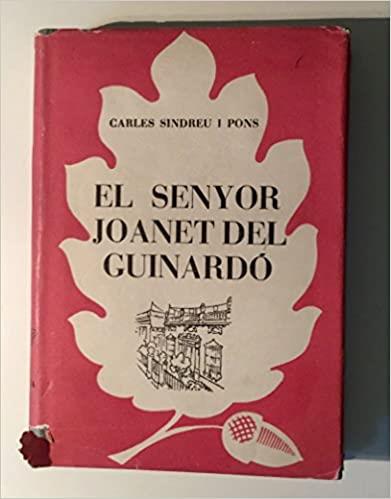 CARLES SINDREU I PONS
EL SENYOR
JOANET DEL
GUINARDÓ